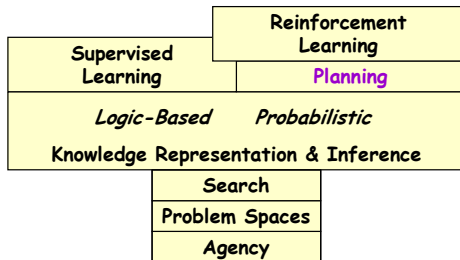 Reinforcement
Learning
Supervised
Learning
Planning
Logic-Based Probabilistic
Knowledge Representation & Inference
Search
Problem Spaces
Agency